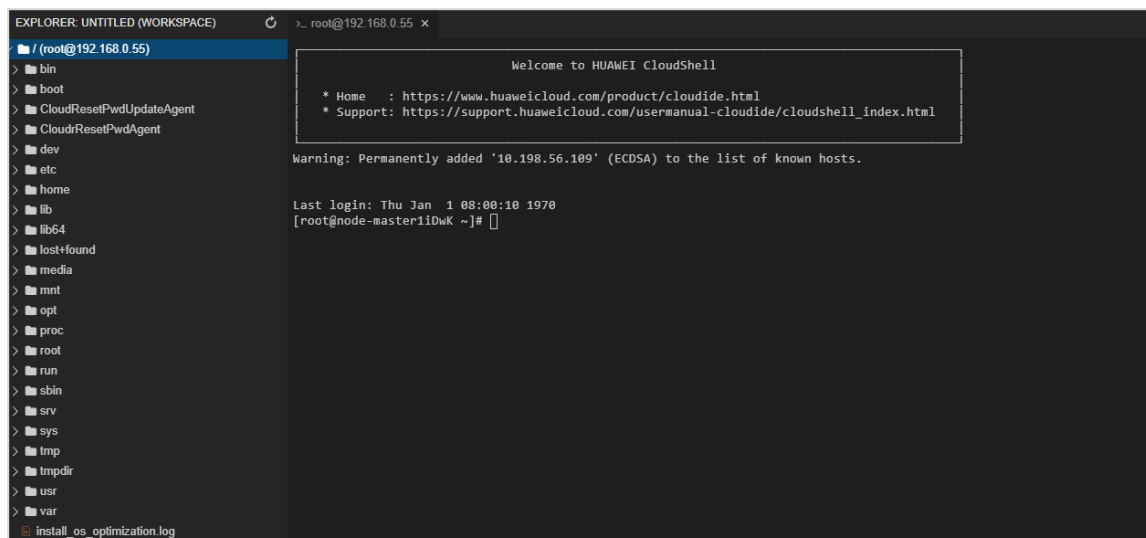 EXPLORER: UNTITLED (WORKSPACE)
/ (root@192.168.0.55)
bin
boot
CloudResetPwdUpdateAgent
CloudrResetPwdAgent
dev
etc
home
lib
lib64
lost+found
media
mnt
opt
proc
root
run
sbin
srv
sys
tmp
tmpdir
usr
var
install_os_optimization.log
>_ root@192.168.0.55 ×
Welcome to HUAWEI CloudShell
* Home : https://www.huaweicloud.com/product/cloudide.html
* Support: https://support.huaweicloud.com/usermanual-cloudide/cloudshell_index.html
Warning: Permanently added '10.198.56.109' (ECDSA) to the list of known hosts.
Last login: Thu Jan 1 08:00:10 1970
[root@node-master1iDwK ~]#